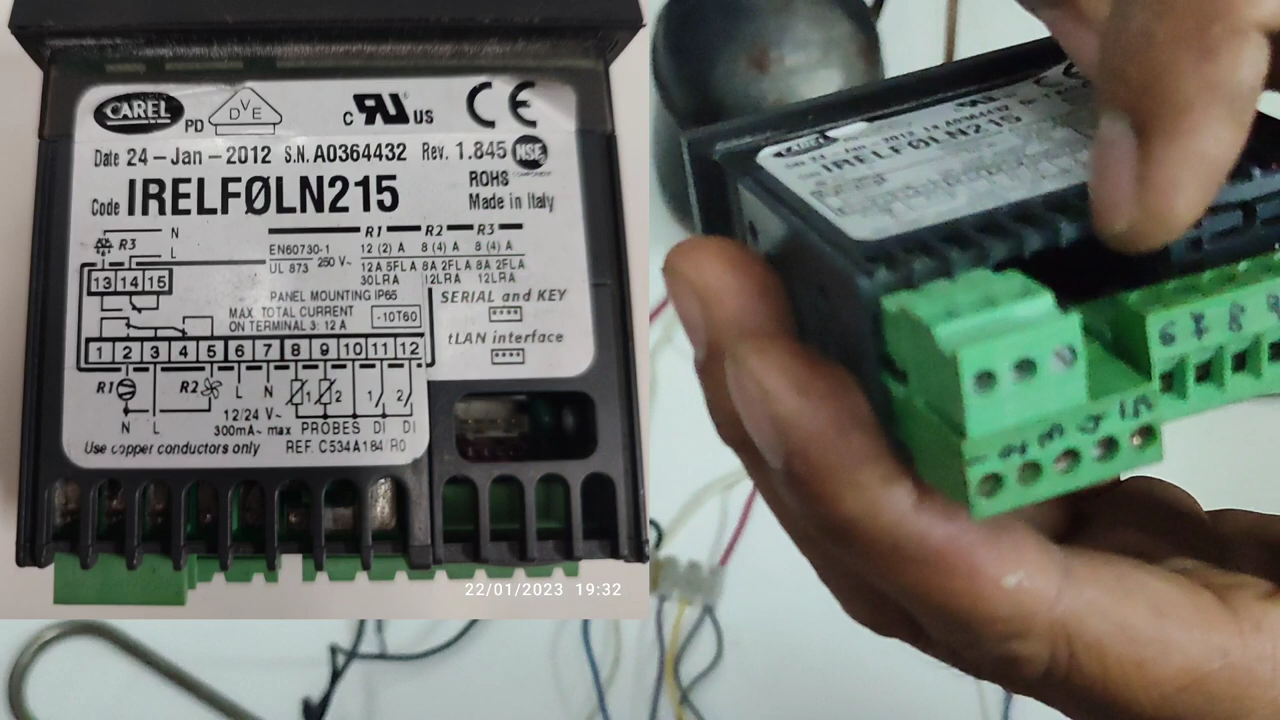 CAREL
PD
DVE
C RU US
CE
Date 24-Jan-2012 S.N. A0364432 Rev. 1.845 NSF
COMPONENT
Code IRELFØLN215
ROHS
Made in Italy
R3
N
L
R1 R2 R3
EN60730-1 12 (2) A 8 (4) A 8 (4) A
UL 873 250 V~ 12A 5FLA 8A 2FLA 8A 2FLA
30LRA 12LRA 12LRA
13 14 15
PANEL MOUNTING IP65
MAX. TOTAL CURRENT
ON TERMINAL 3: 12 A
-10T60
SERIAL and KEY
tLAN interface
1 2 3 4 5 6 7 8 9 10 11 12
R1 R2 L N 1 2 1 2
N L
12/24 V~
300mA~ max PROBES DI DI
Use copper conductors only REF. C534A184/R0
22/01/2023 19:32
CAREL
2012
A0364432
IRELFØLN215